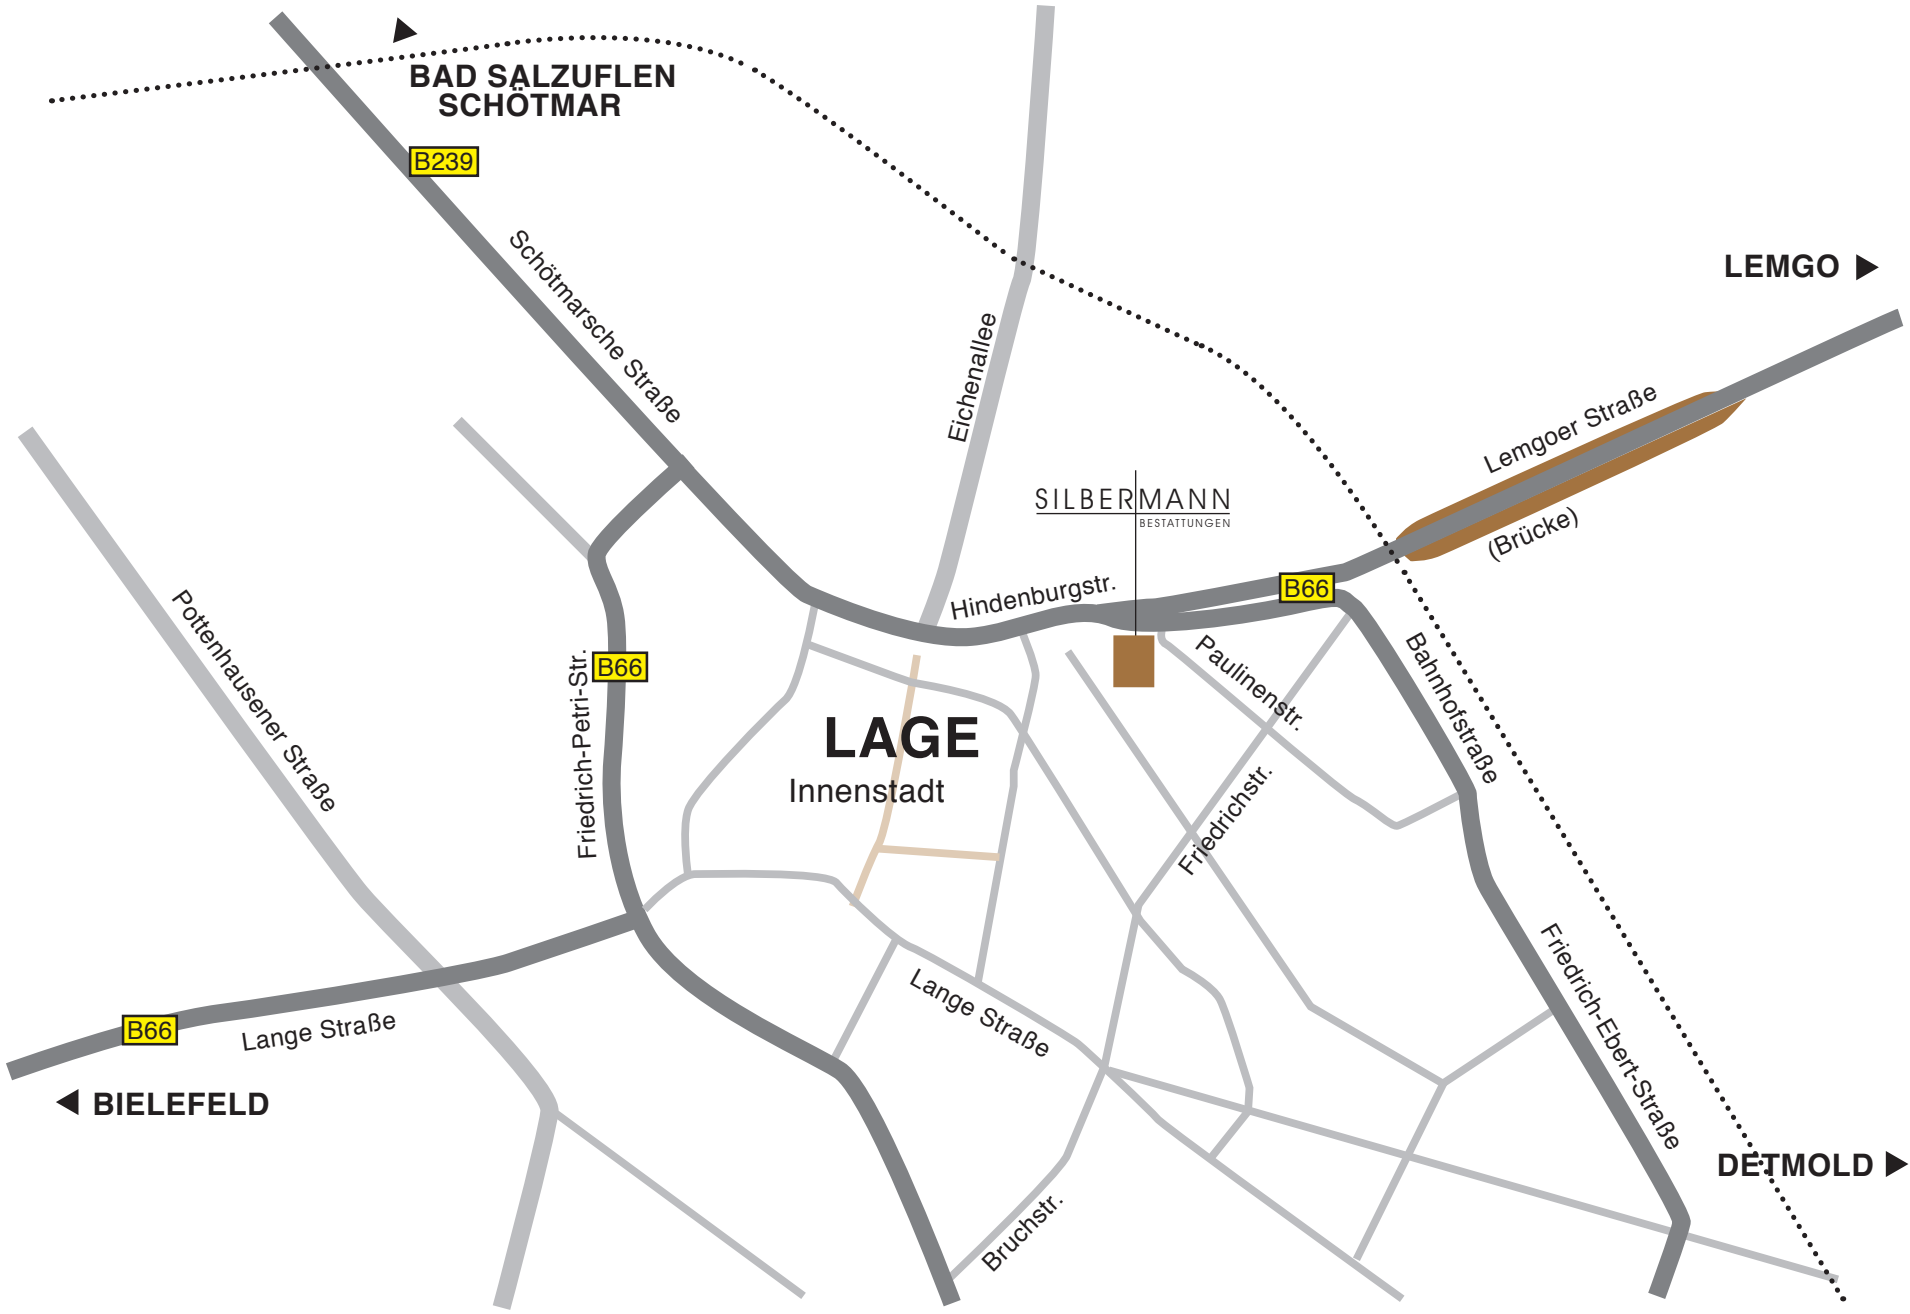 BAD SALZUFLEN
SCHÖTMAR
B239
Schötmarsche Straße
LEMGO
Eichenallee
Lemgoer Straße
(Brücke)
SILBERMANN
BESTATTUNGEN
Hindenburgstr.
B66
Pottenhausener Straße
Friedrich-Petri-Str.
B66
Paulinenstr.
Bahnhofstraße
LAGE
Innenstadt
Friedrichstr.
Lange Straße
Friedrich-Ebert-Straße
B66
Lange Straße
BIELEFELD
DETMOLD
Bruchstr.